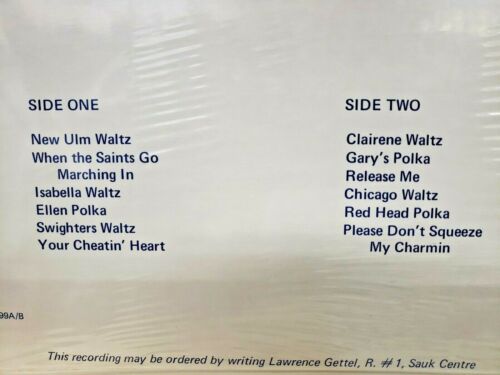 SIDE ONE
New Ulm Waltz
When the Saints Go
Marching In
Isabella Waltz
Ellen Polka
Swighters Waltz
Your Cheatin' Heart
SIDE TWO
Clairene Waltz
Gary's Polka
Release Me
Chicago Waltz
Red Head Polka
Please Don't Squeeze
My Charmin
99A/B
This recording may be ordered by writing Lawrence Gettel, R. #1, Sauk Centre